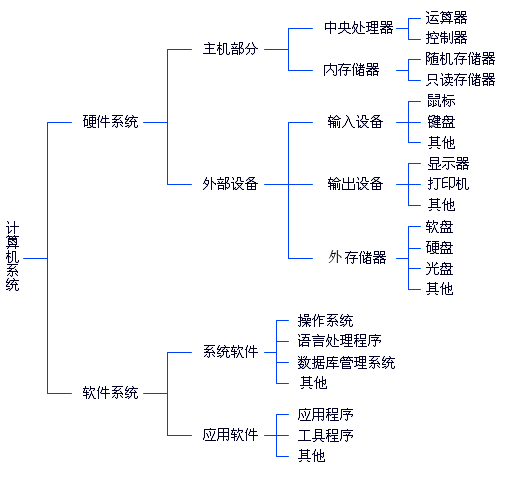 计算机系统
硬件系统
主机部分
中央处理器
运算器
控制器
内存储器
随机存储器
只读存储器
外部设备
输入设备
鼠标
键盘
其他
输出设备
显示器
打印机
其他
外存储器
软盘
硬盘
光盘
其他
软件系统
系统软件
操作系统
语言处理程序
数据库管理系统
其他
应用软件
应用程序
工具程序
其他